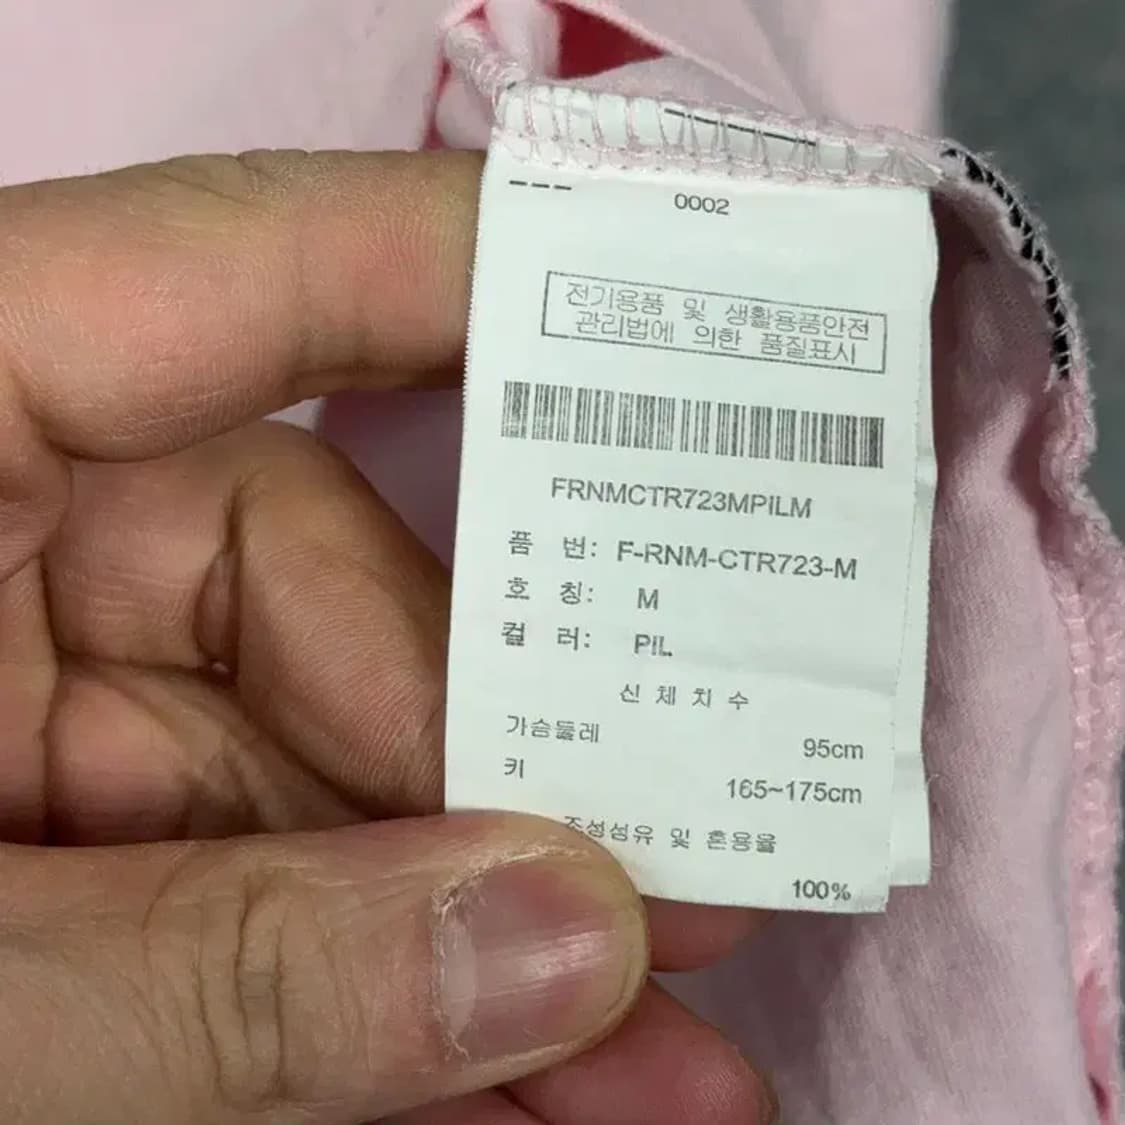 0002
전기용품 및 생활용품안전
관리법에 의한 품질표시
FRNMCTR723MPILM
품 번: F-RNM-CTR723-M
호 칭: M
컬 러: PIL
신 체 치 수
가슴둘레 95cm
키 165~175cm
조성섬유 및 혼용율
100%